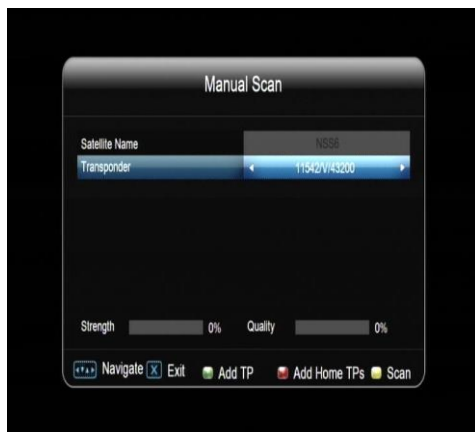 Manual Scan
Satellite Name NSS6
Transponder 11542/V/43200
Strength 0% Quality 0%
Navigate X Exit Add TP Add Home TPs Scan